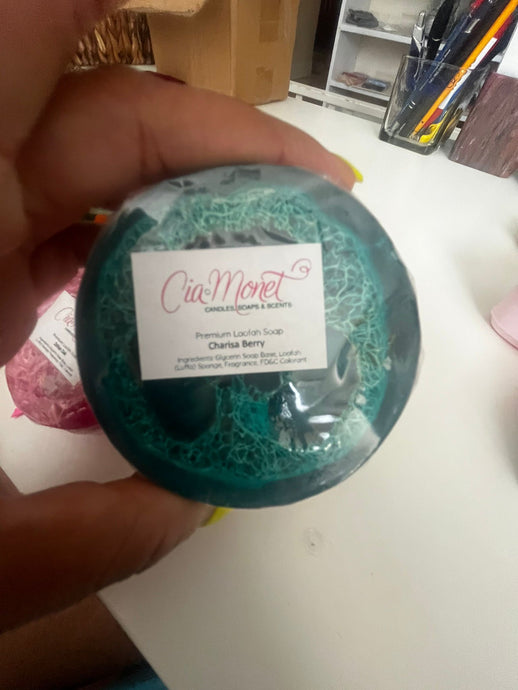 Cia Monet
CANDLES, SOAPS & SCENTS
Premium Loofah Soap
Charisa Berry
Ingredients: Glycerin Soap Base, Loofah
(Luffa) Sponge, Fragrance, FD&C Colorant